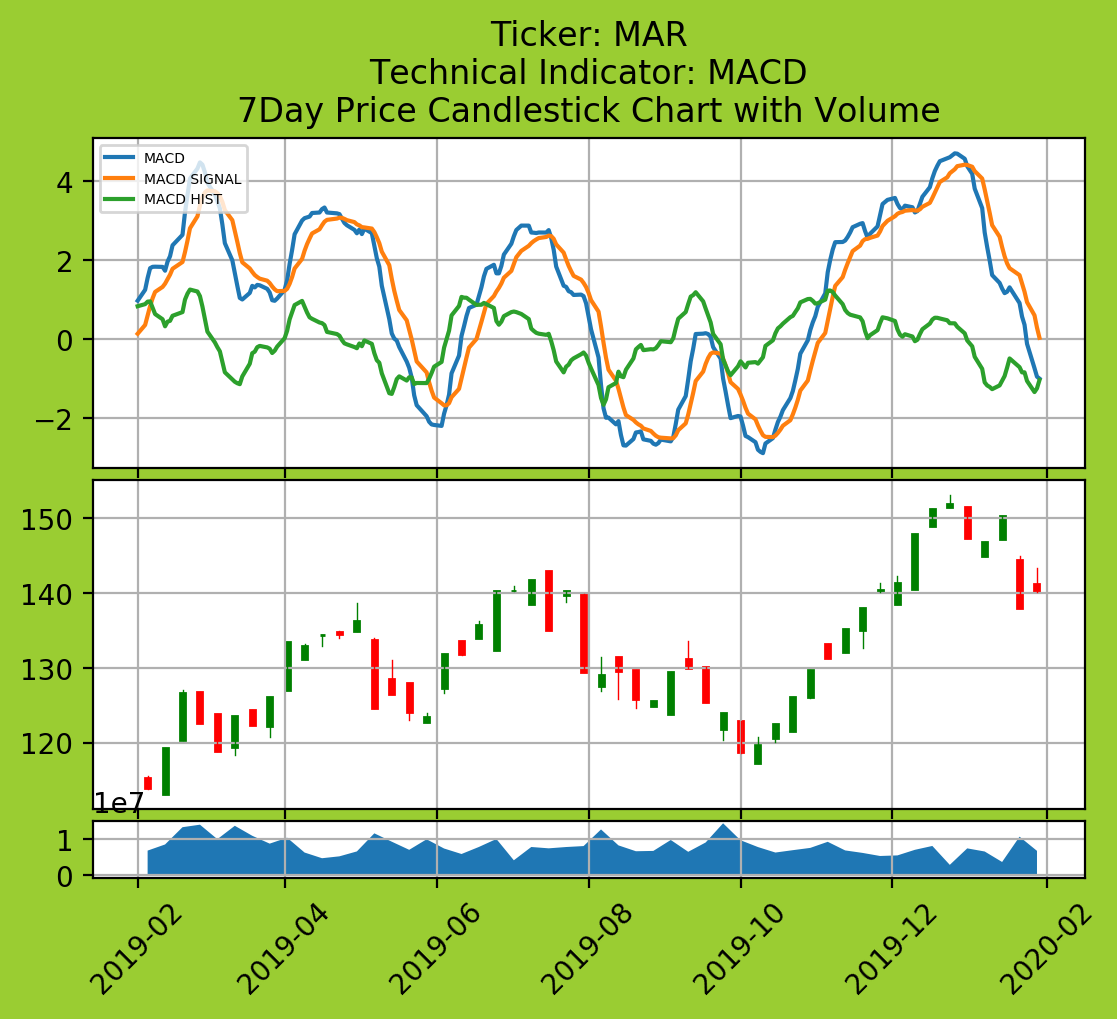 Ticker: MAR
Technical Indicator: MACD
7Day Price Candlestick Chart with Volume
MACD
MACD SIGNAL
MACD HIST
4
2
0
−2
150
140
130
120
1e7
1
0
2019-02
2019-04
2019-06
2019-08
2019-10
2019-12
2020-02